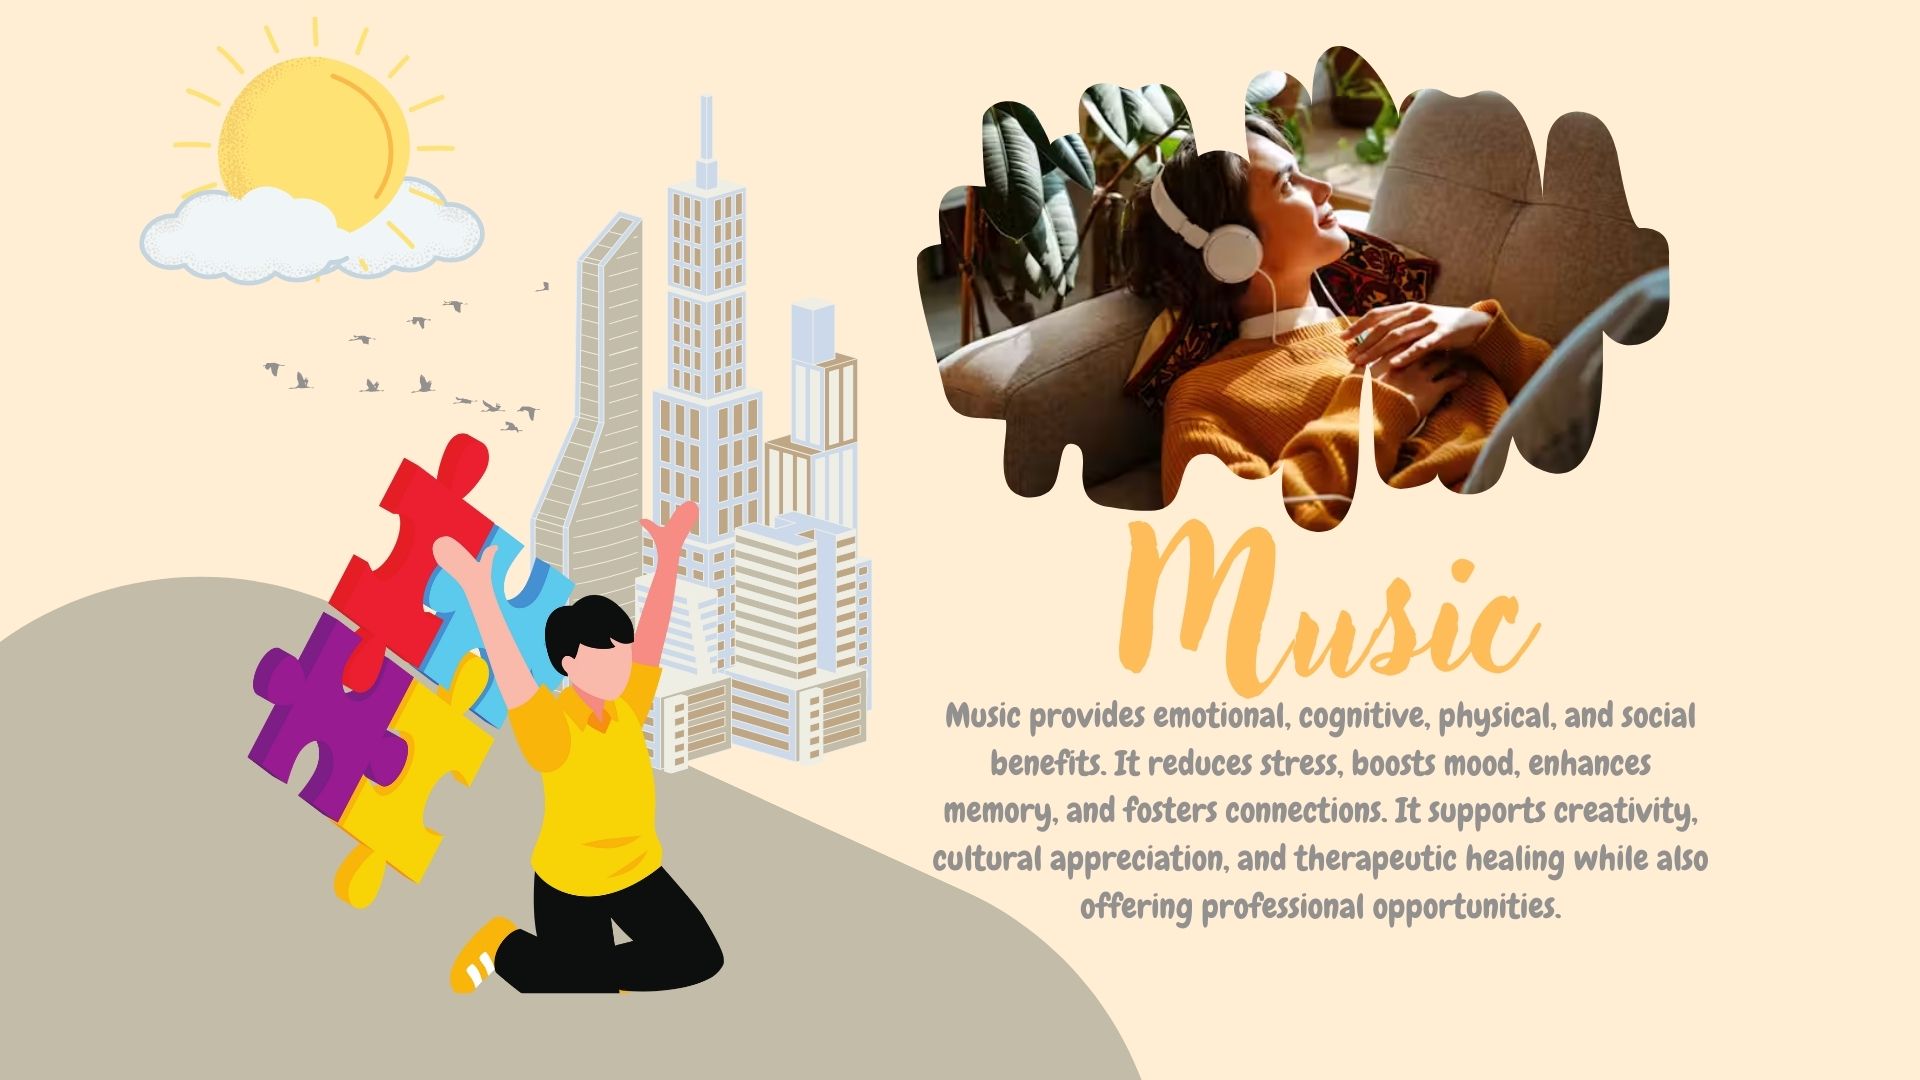 Music
Music provides emotional, cognitive, physical, and social
benefits. It reduces stress, boosts mood, enhances
memory, and fosters connections. It supports creativity,
cultural appreciation, and therapeutic healing while also
offering professional opportunities.